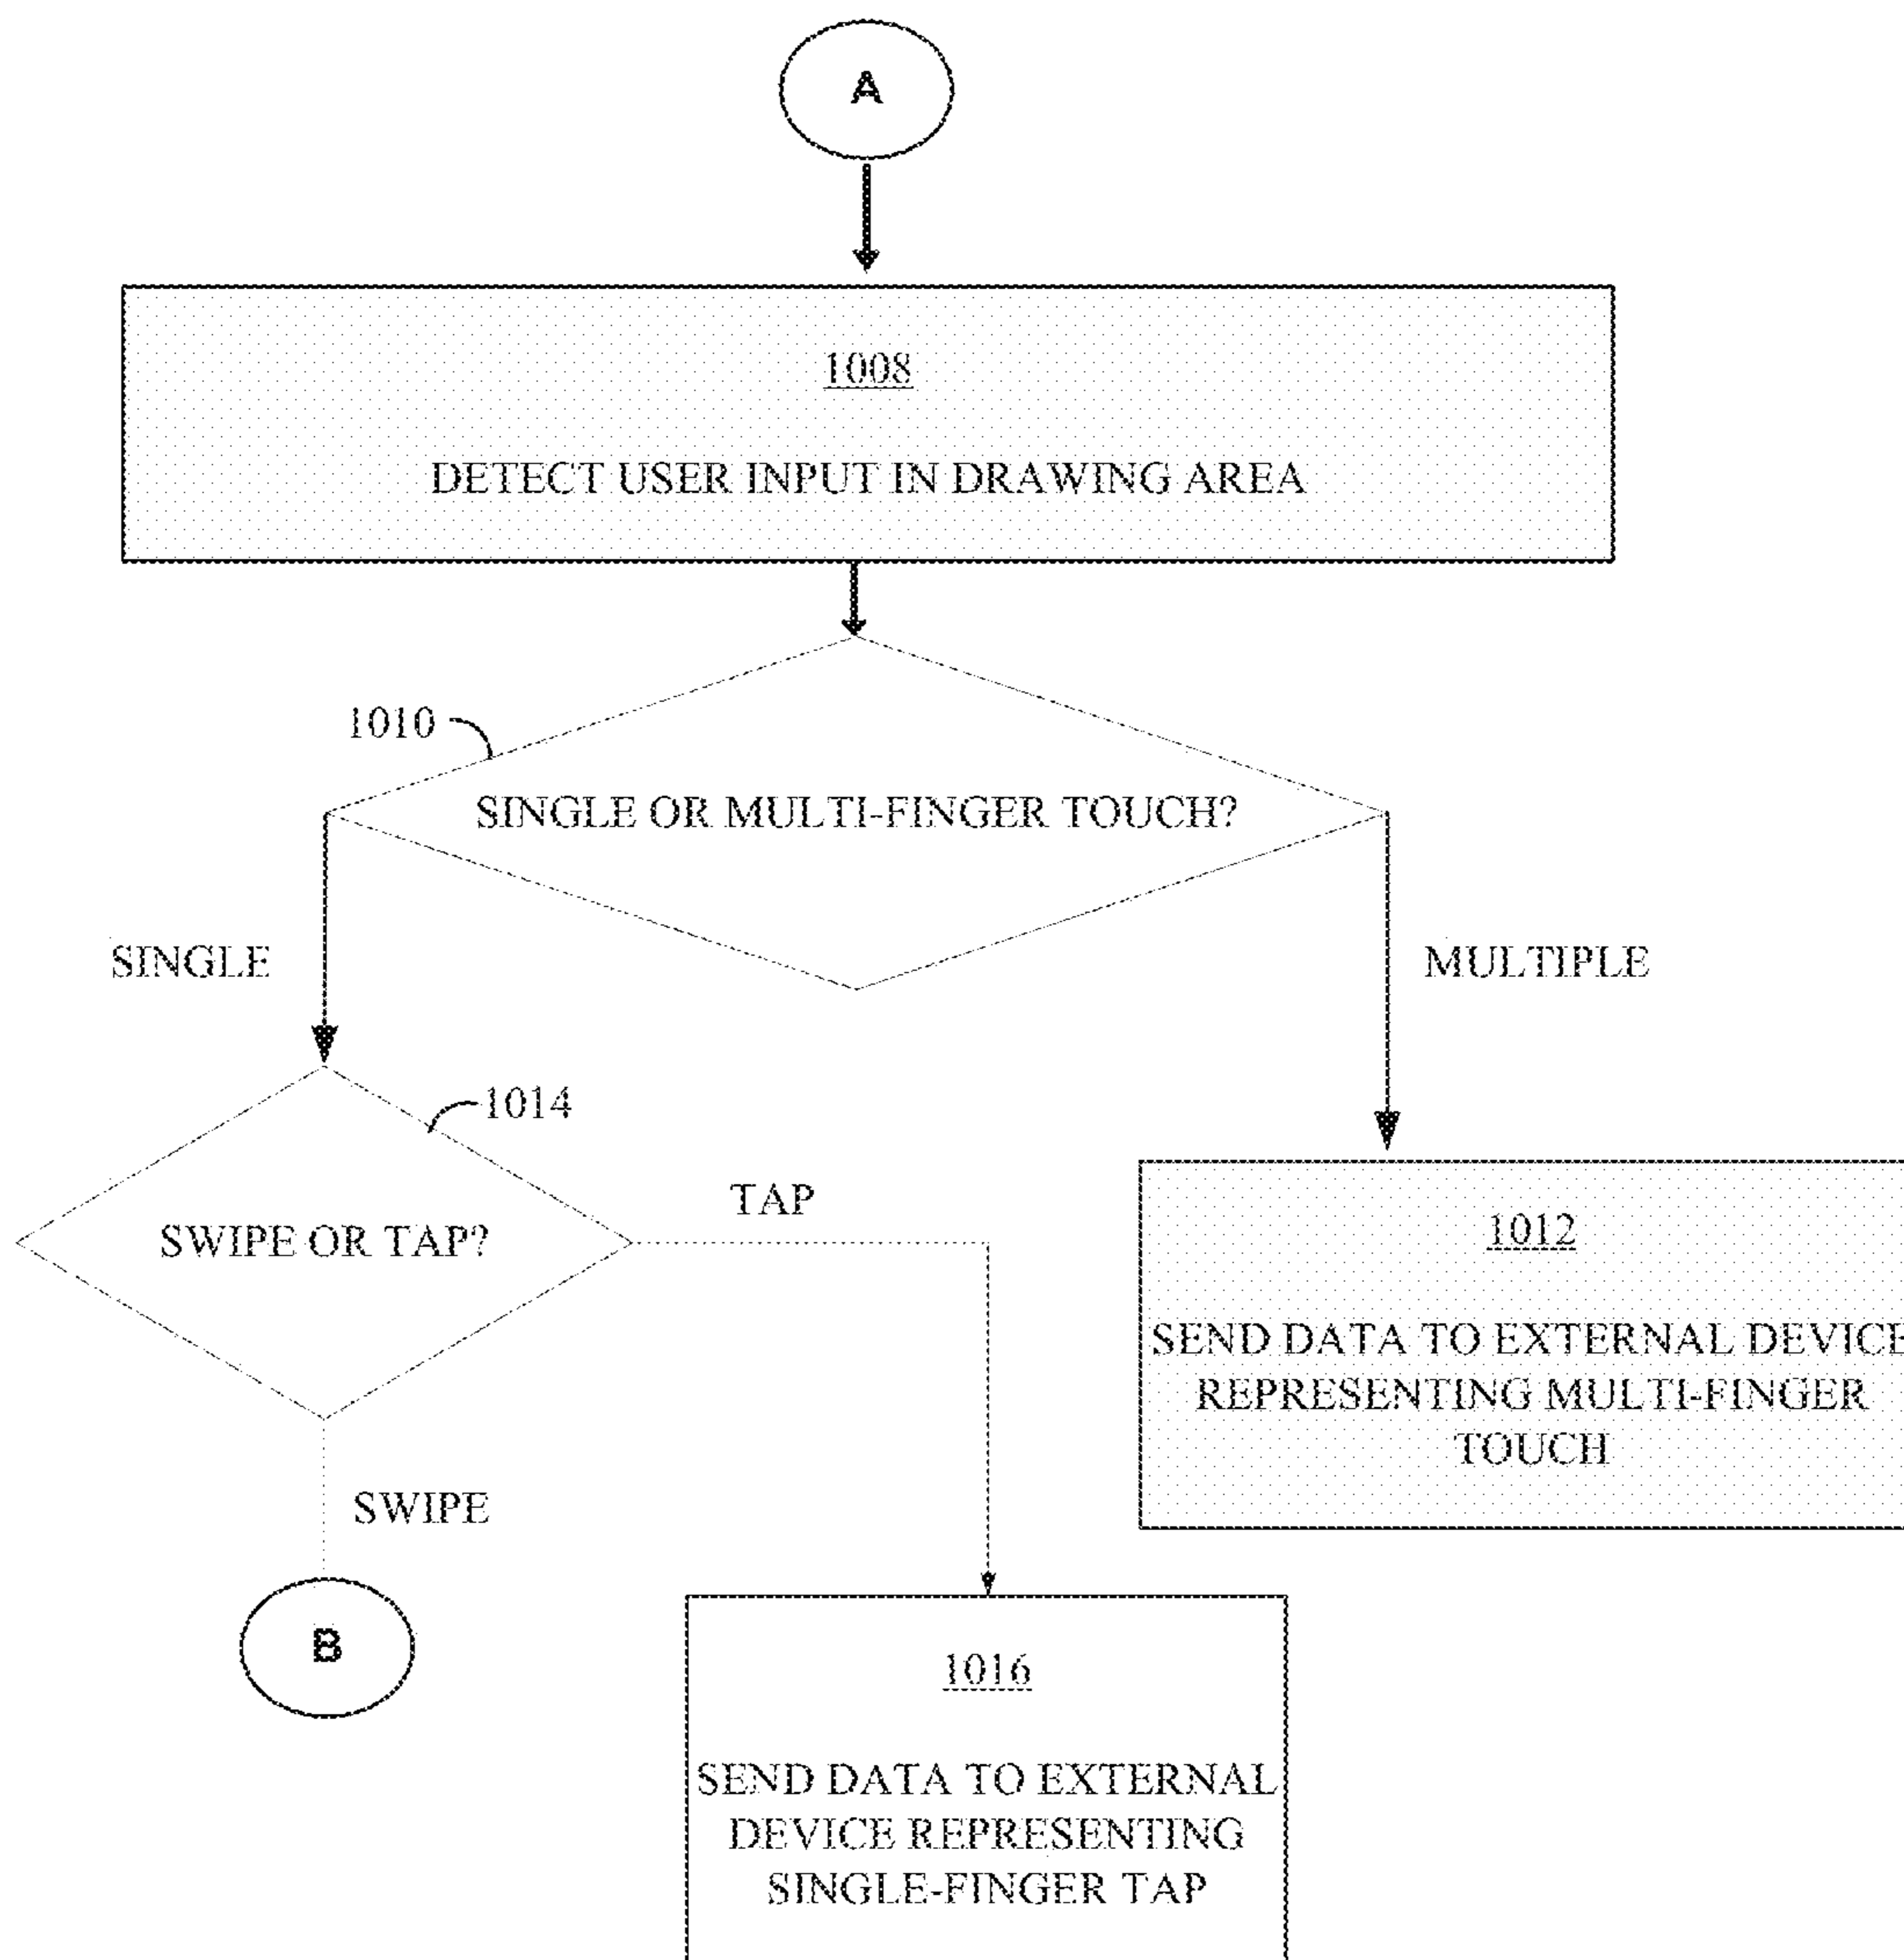 A
1008
DETECT USER INPUT IN DRAWING AREA
1010
SINGLE OR MULTI-FINGER TOUCH?
SINGLE
MULTIPLE
1014
SWIPE OR TAP?
TAP
1012
SEND DATA TO EXTERNAL DEVICE
REPRESENTING MULTI-FINGER
TOUCH
SWIPE
B
1016
SEND DATA TO EXTERNAL
DEVICE REPRESENTING
SINGLE-FINGER TAP